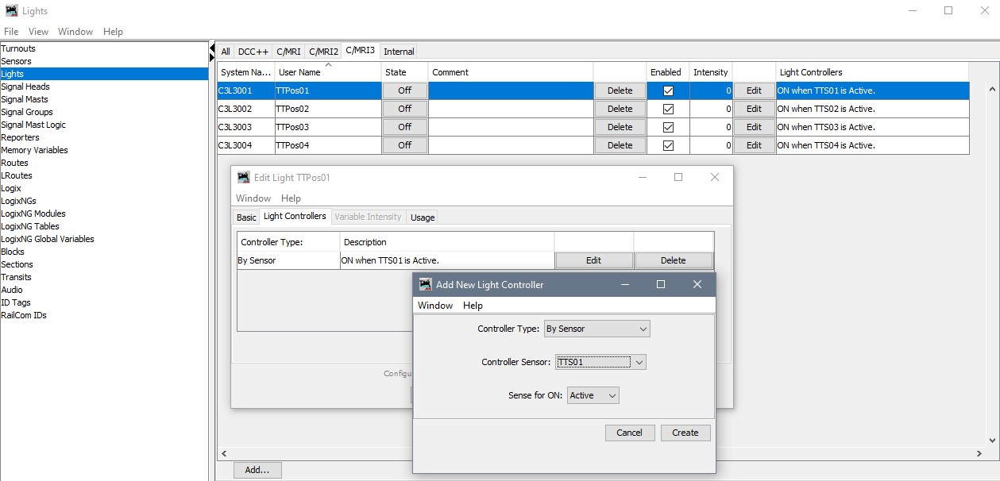 Lights
File View Window Help
Turnouts
Sensors
Lights
Signal Heads
Signal Masts
Signal Groups
Signal Mast Logic
Reporters
Memory Variables
Routes
LRoutes
Logix
LogixNGs
LogixNG Modules
LogixNG Tables
LogixNG Global Variables
Blocks
Sections
Transits
Audio
ID Tags
RailCom IDs
All DCC++ C/MRI C/MRI2 C/MRI3 Internal
System Na... User Name State Comment Enabled Intensity Light Controllers
C3L3001 TTPos01 Off Delete 0 Edit ON when TTS01 is Active.
C3L3002 TTPos02 Off Delete 0 Edit ON when TTS02 is Active.
C3L3003 TTPos03 Off Delete 0 Edit ON when TTS03 is Active.
C3L3004 TTPos04 Off Delete 0 Edit ON when TTS04 is Active.
Edit Light TTPos01
Window Help
Basic Light Controllers Variable Intensity Usage
Controller Type: Description
By Sensor ON when TTS01 is Active. Edit Delete
Configu
Add New Light Controller
Window Help
Controller Type: By Sensor
Controller Sensor: TTS01
Sense for ON: Active
Cancel Create
Add...